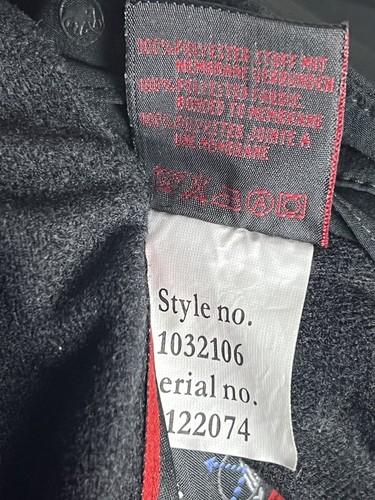 100% POLYESTER STOFF MIT
MEMBRANE VERBUNDEN
100% POLYESTER FABRIC
BONDED TO MEMBRANE
100% POLYESTER JOINTE A
UNE MEMBRANE
Style no.
1032106
erial no.
122074